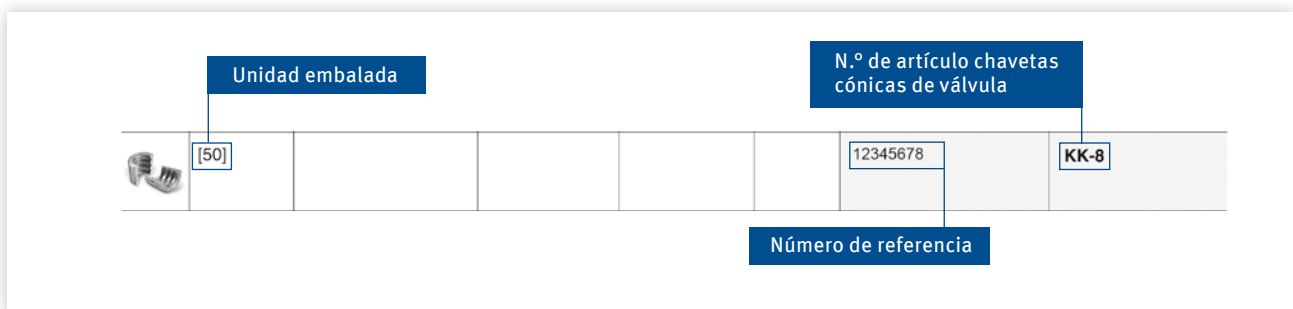 Unidad embalada
N.º de artículo chavetas
cónicas de válvula
[50]
12345678
KK-8
Número de referencia